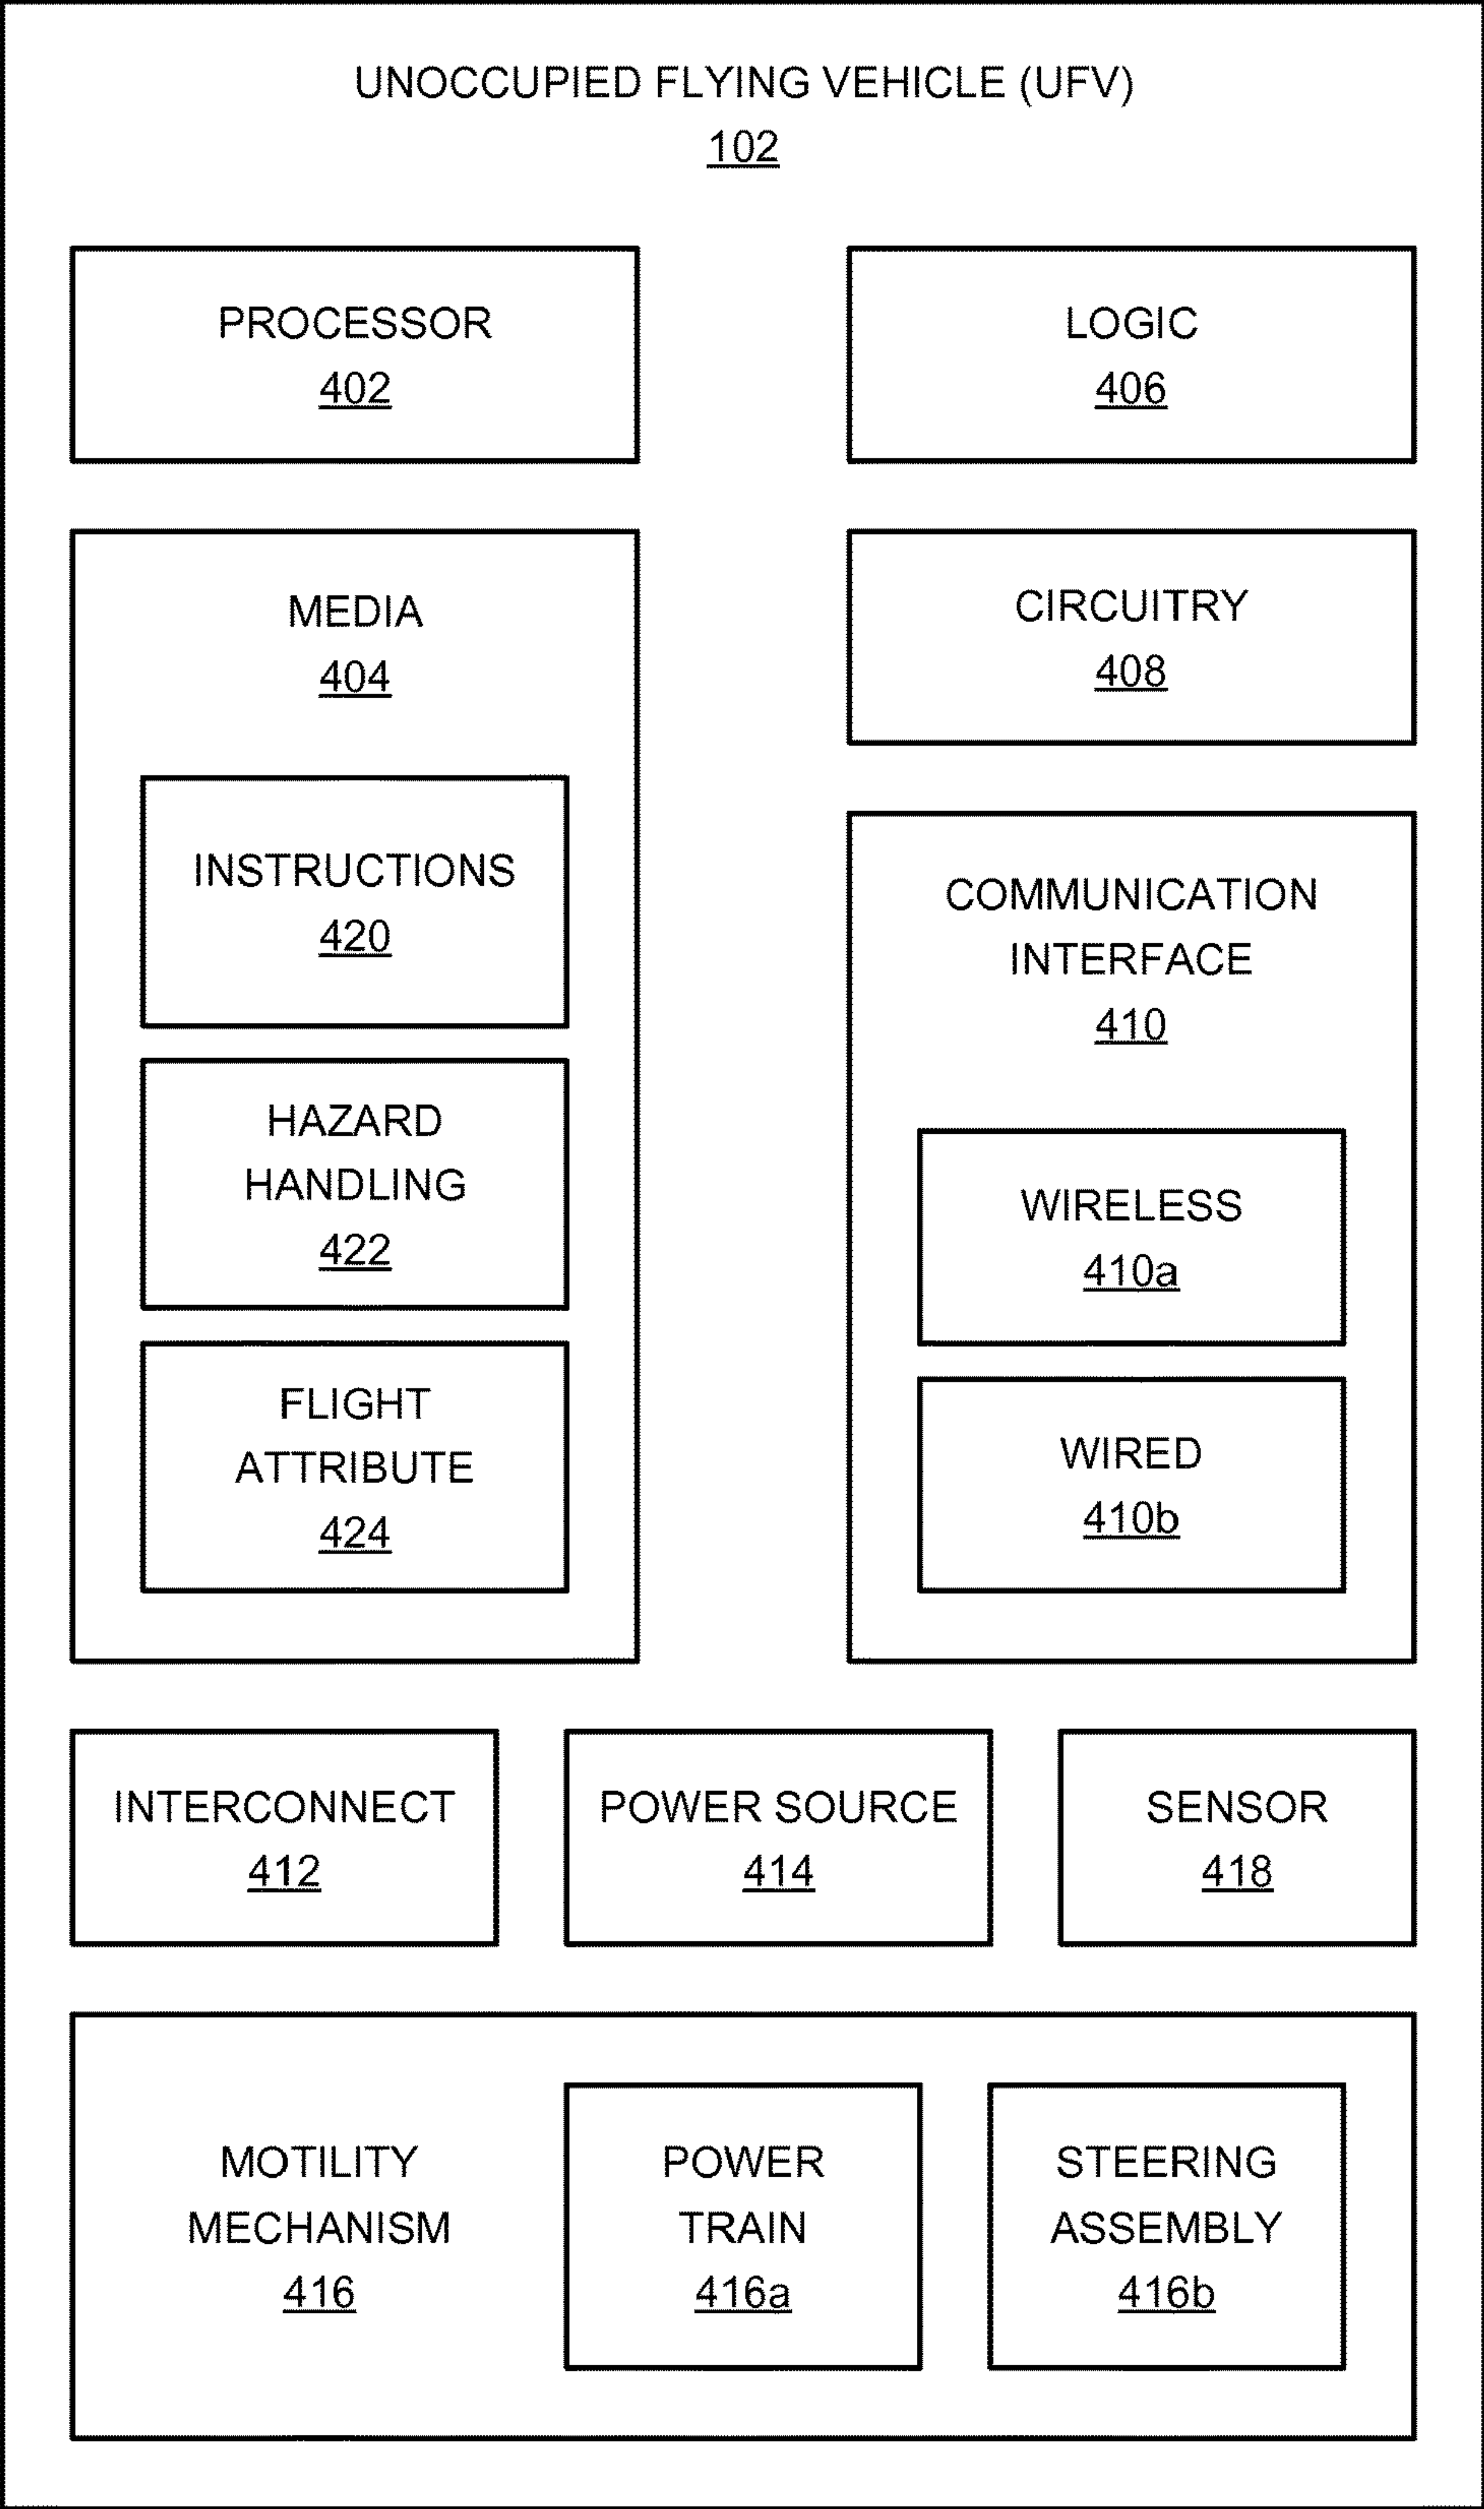 UNOCCUPIED FLYING VEHICLE (UFV)
102
PROCESSOR
402
LOGIC
406
MEDIA
404
INSTRUCTIONS
420
HAZARD
HANDLING
422
FLIGHT
ATTRIBUTE
424
CIRCUITRY
408
COMMUNICATION
INTERFACE
410
WIRELESS
410a
WIRED
410b
INTERCONNECT
412
POWER SOURCE
414
SENSOR
418
MOTILITY
MECHANISM
416
POWER
TRAIN
416a
STEERING
ASSEMBLY
416b